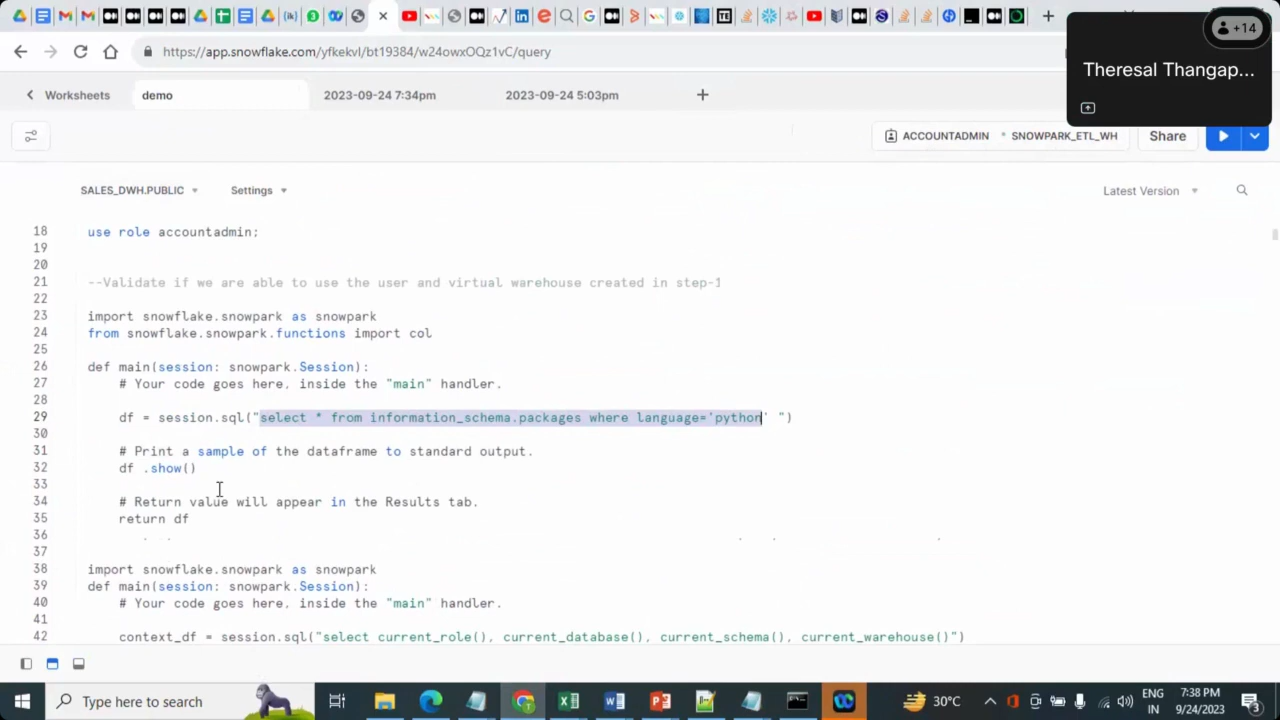 https://app.snowflake.com/yfkekvl/bt19384/w24owxOQz1vC/query
+14
Theresal Thangap...
Worksheets
demo
2023-09-24 7:34pm
2023-09-24 5:03pm
ACCOUNTADMIN
SNOWPARK_ETL_WH
Share
SALES_DWH.PUBLIC
Settings
Latest Version
18 use role accountadmin;
19
20
21 --Validate if we are able to use the user and virtual warehouse created in step-1
22
23 import snowflake.snowpark as snowpark
24 from snowflake.snowpark.functions import col
25
26 def main(session: snowpark.Session):
27 # Your code goes here, inside the "main" handler.
28
29 df = session.sql("select * from information_schema.packages where language='python' ")
30
31 # Print a sample of the dataframe to standard output.
32 df .show()
33
34 # Return value will appear in the Results tab.
35 return df
36
37
38 import snowflake.snowpark as snowpark
39 def main(session: snowpark.Session):
40 # Your code goes here, inside the "main" handler.
41
42 context_df = session.sql("select current_role(), current_database(), current_schema(), current_warehouse()")
Type here to search
30°C
ENG
IN
7:38 PM
9/24/2023
3